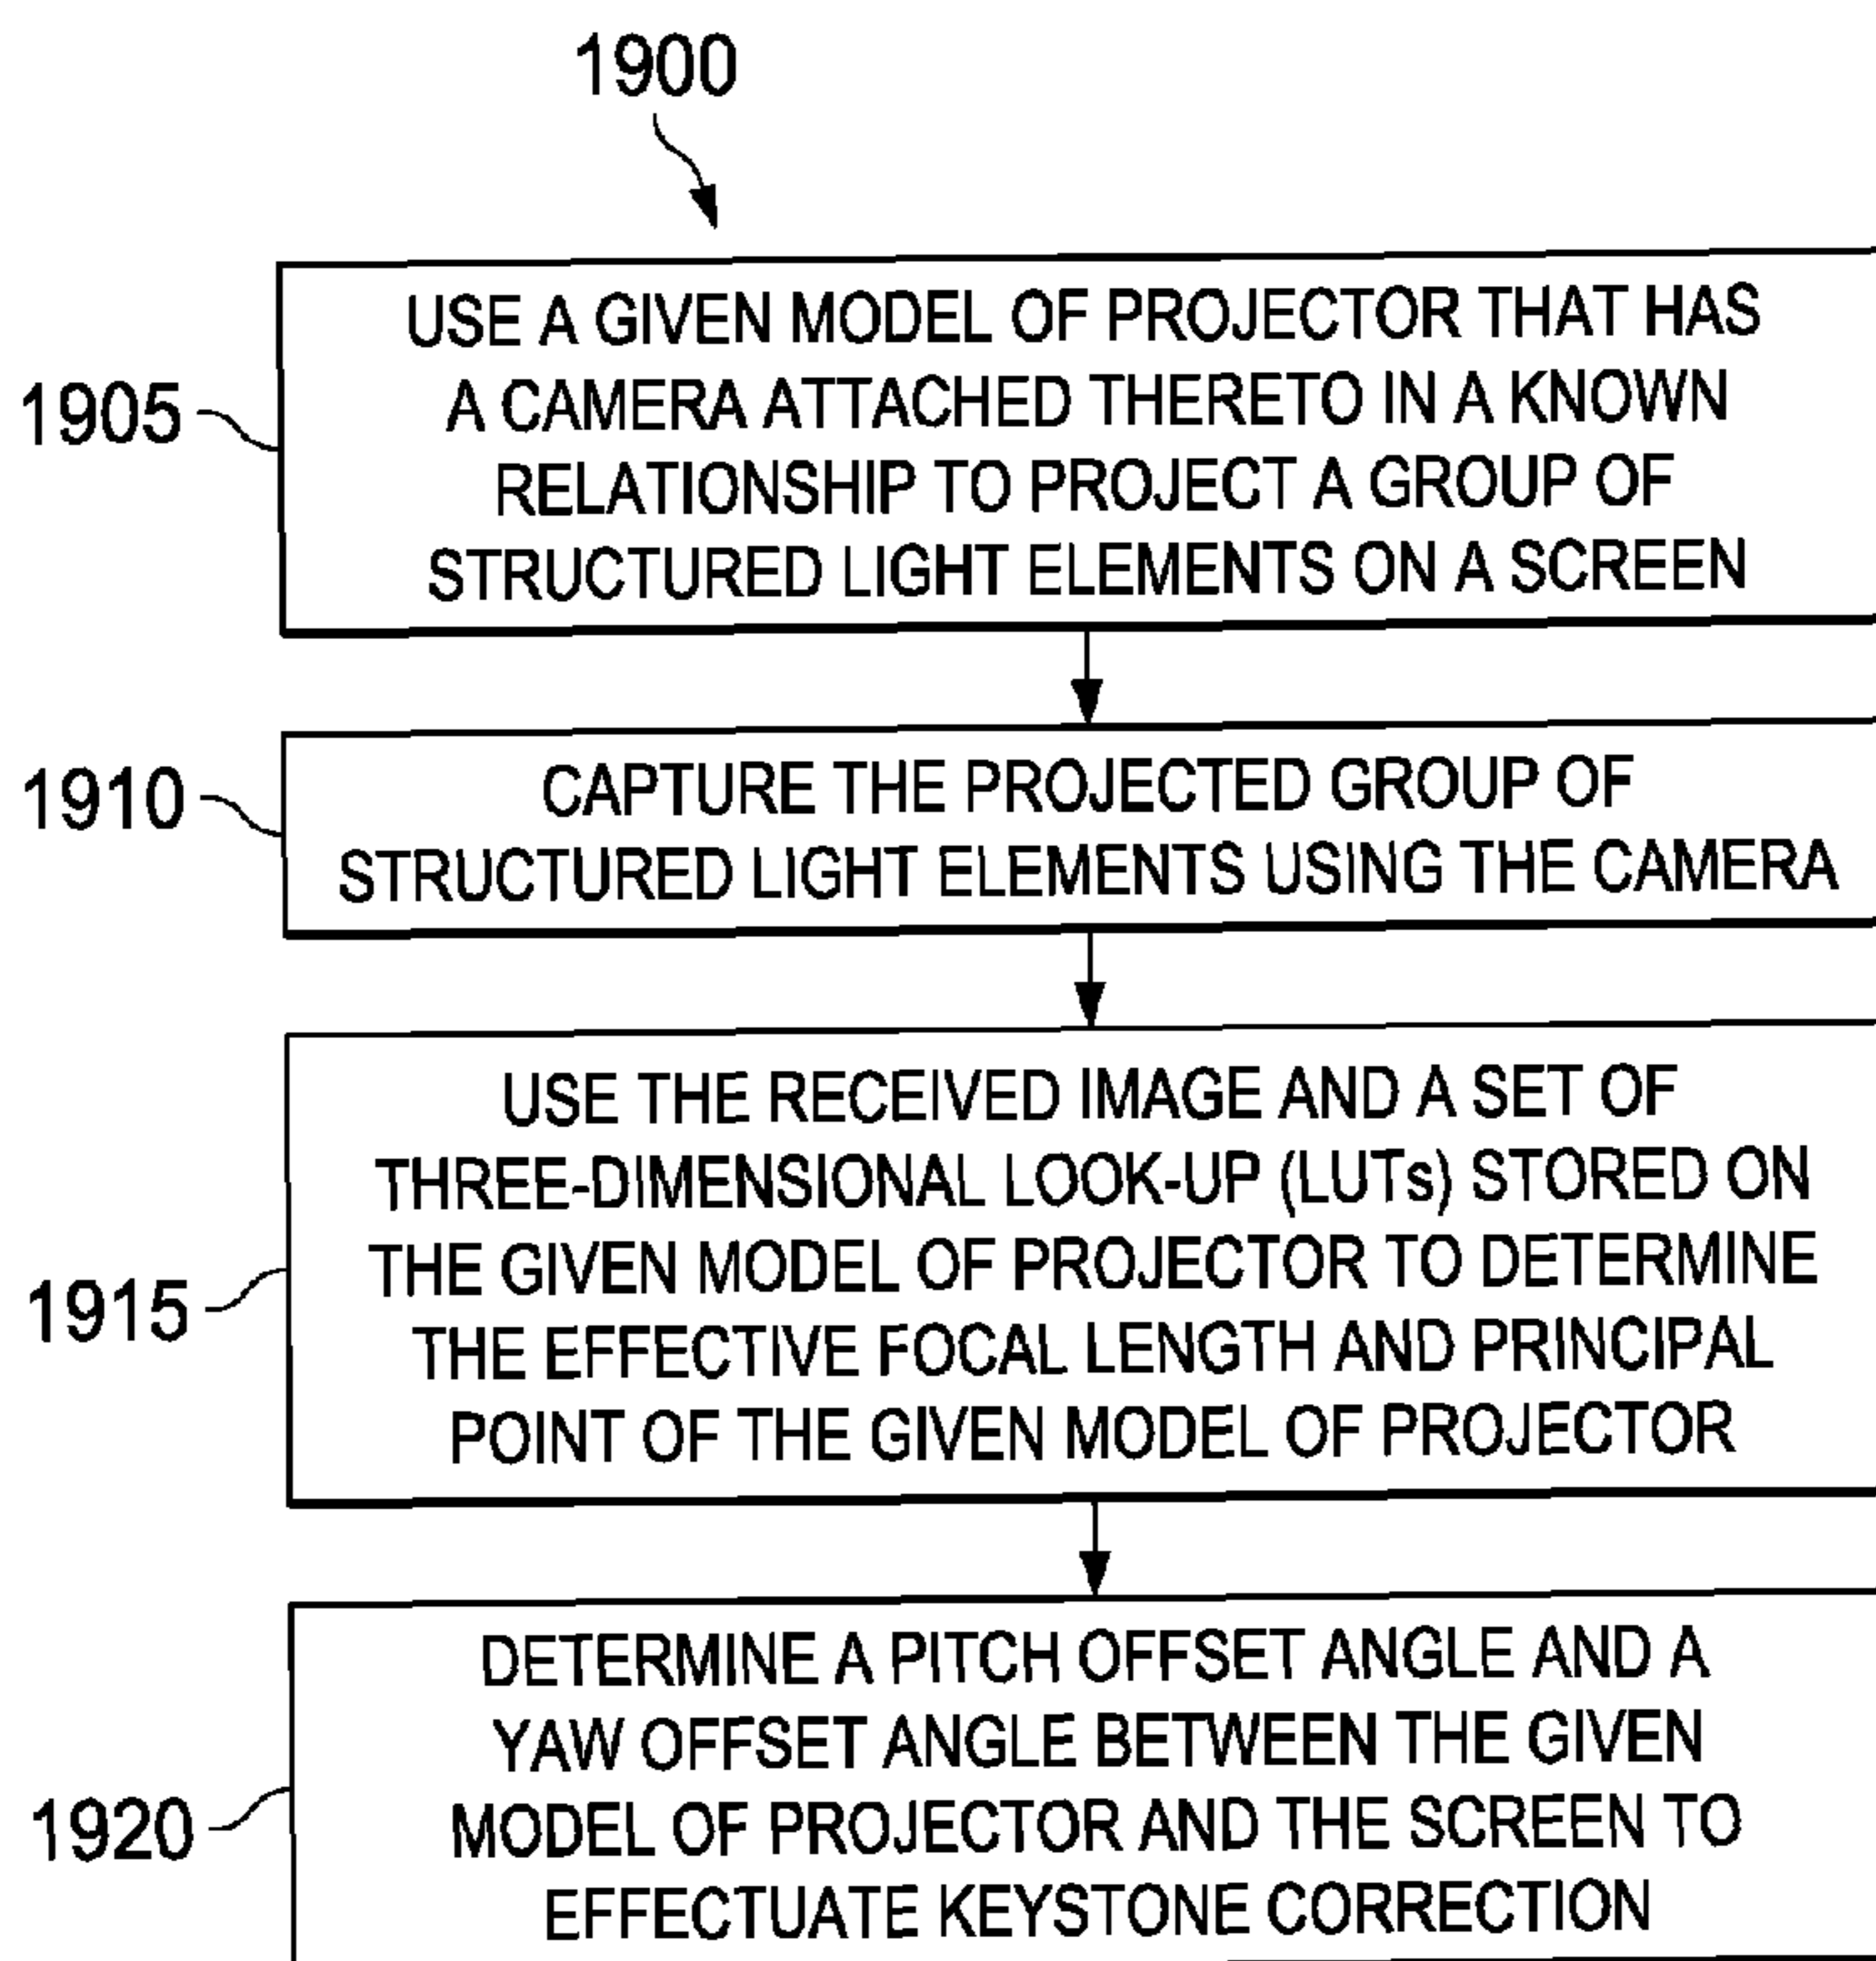 1900
1905
USE A GIVEN MODEL OF PROJECTOR THAT HAS
A CAMERA ATTACHED THERETO IN A KNOWN
RELATIONSHIP TO PROJECT A GROUP OF
STRUCTURED LIGHT ELEMENTS ON A SCREEN
1910
CAPTURE THE PROJECTED GROUP OF
STRUCTURED LIGHT ELEMENTS USING THE CAMERA
1915
USE THE RECEIVED IMAGE AND A SET OF
THREE-DIMENSIONAL LOOK-UP (LUTs) STORED ON
THE GIVEN MODEL OF PROJECTOR TO DETERMINE
THE EFFECTIVE FOCAL LENGTH AND PRINCIPAL
POINT OF THE GIVEN MODEL OF PROJECTOR
1920
DETERMINE A PITCH OFFSET ANGLE AND A
YAW OFFSET ANGLE BETWEEN THE GIVEN
MODEL OF PROJECTOR AND THE SCREEN TO
EFFECTUATE KEYSTONE CORRECTION